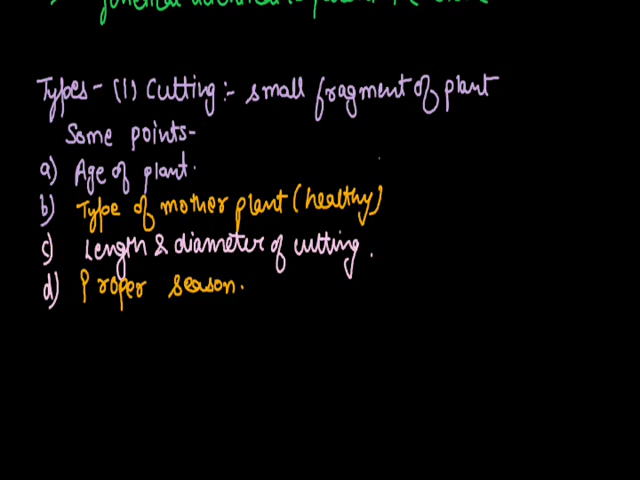 Types- (1) Cutting :- small fragment of plant
Some points-
a) Age of plant.
b) Type of mother plant (healthy)
c) Length & diameter of cutting.
d) Proper season.